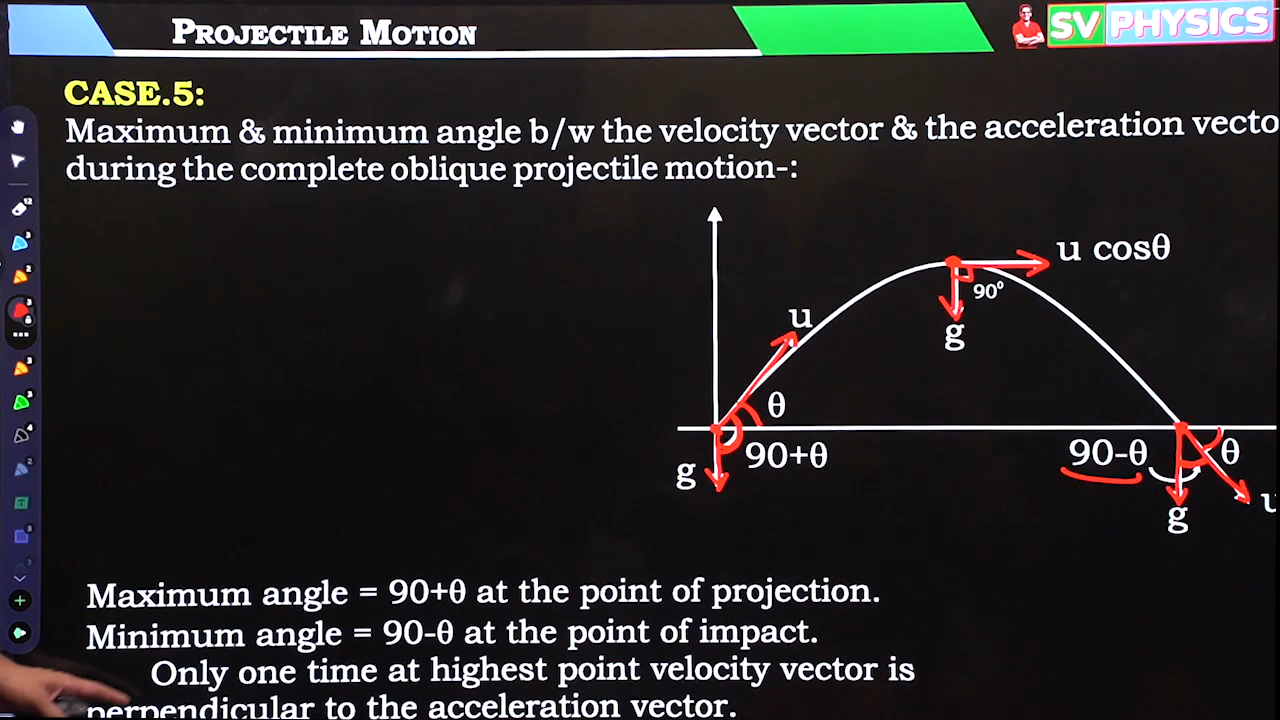 PROJECTILE MOTION
SV PHYSICS
CASE.5:
Maximum & minimum angle b/w the velocity vector & the acceleration vecto
during the complete oblique projectile motion-:
u cosθ
90⁰
g
u
θ
90+θ
g
90-θ
θ
g
u
Maximum angle = 90+θ at the point of projection.
Minimum angle = 90-θ at the point of impact.
Only one time at highest point velocity vector is
perpendicular to the acceleration vector.